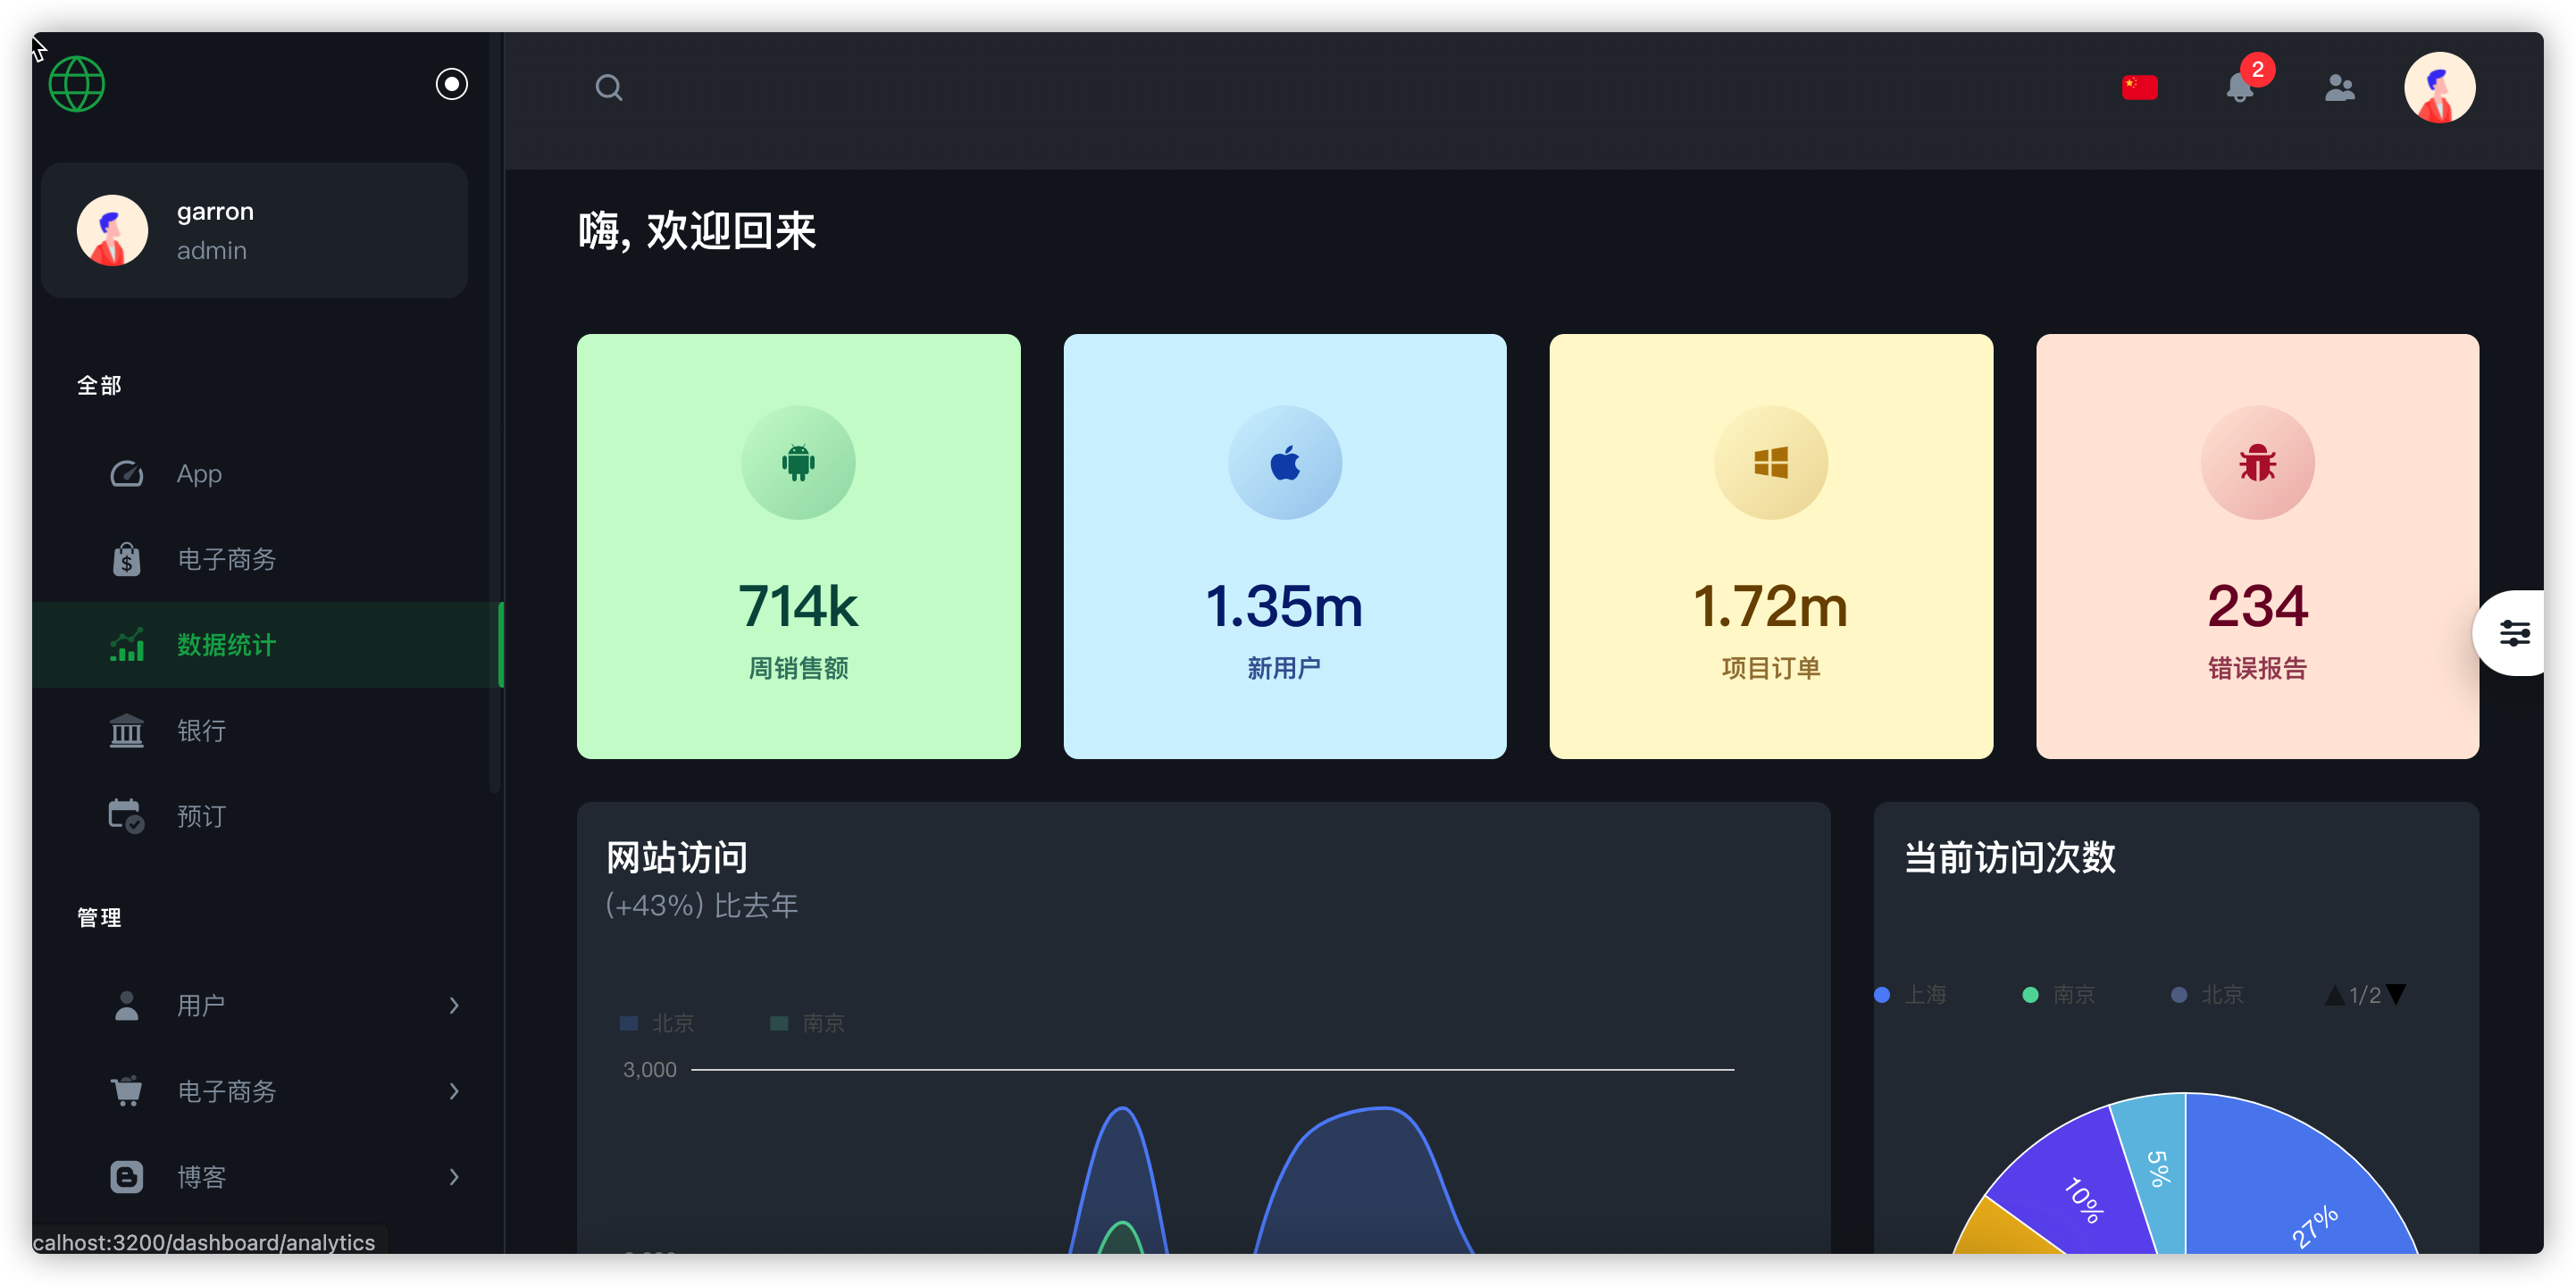 garron
admin
全部
App
电子商务
数据统计
银行
预订
管理
用户
电子商务
博客
calhost:3200/dashboard/analytics
2
嗨, 欢迎回来
714k
周销售额
1.35m
新用户
1.72m
项目订单
234
错误报告
网站访问
(+43%) 比去年
北京 南京
3,000
当前访问次数
上海 南京 北京 1/2
5%
10%
27%